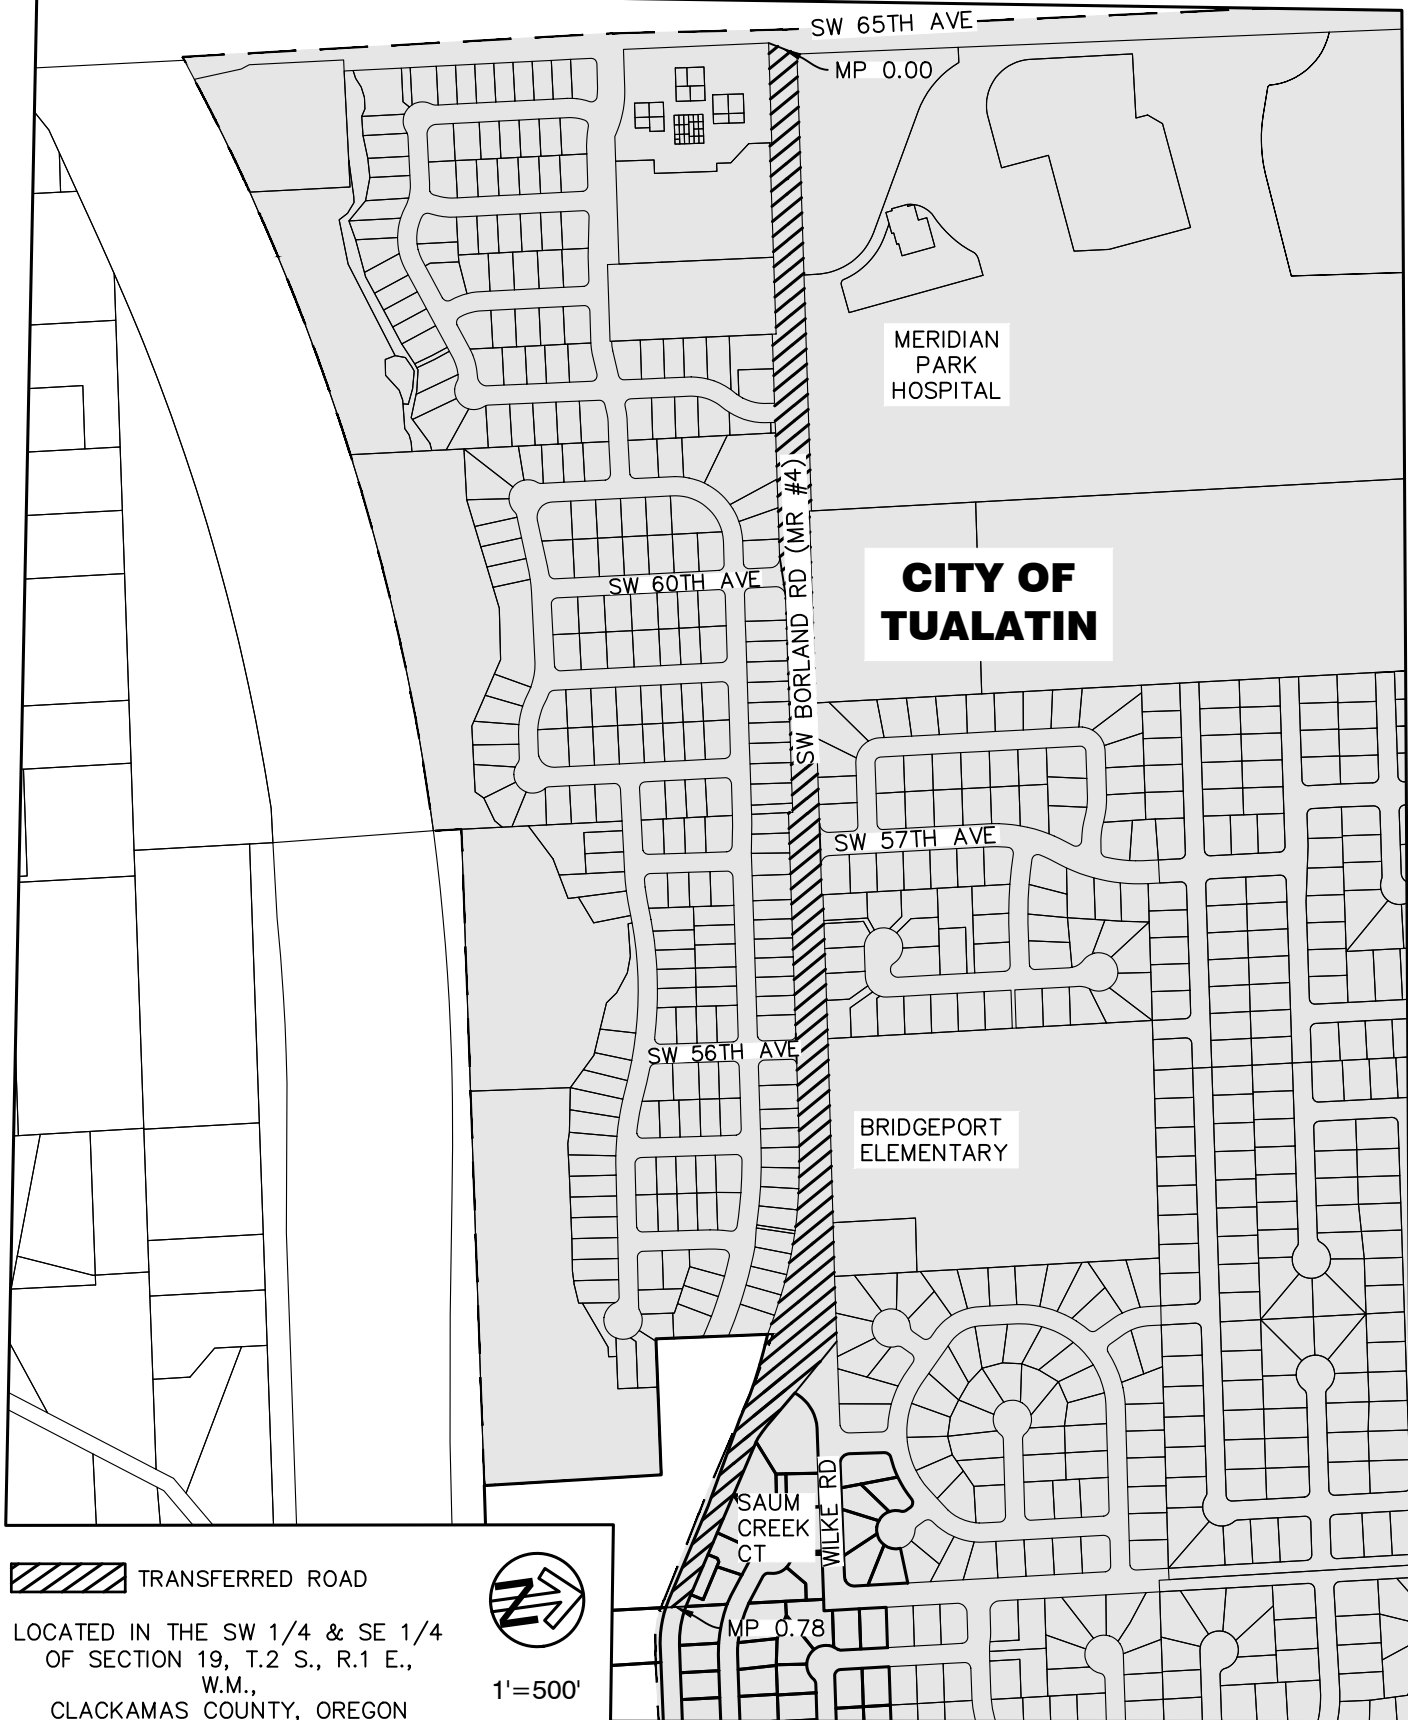 SW 65TH AVE
MP 0.00
MERIDIAN
PARK
HOSPITAL
SW BORLAND RD (MR #4)
CITY OF
TUALATIN
SW 60TH AVE
SW 57TH AVE
SW 56TH AVE
BRIDGEPORT
ELEMENTARY
WILKE RD
SAUM
CREEK
CT
MP 0.78
TRANSFERRED ROAD
N
LOCATED IN THE SW 1/4 & SE 1/4
OF SECTION 19, T.2 S., R.1 E.,
W.M.,
CLACKAMAS COUNTY, OREGON
1'=500'